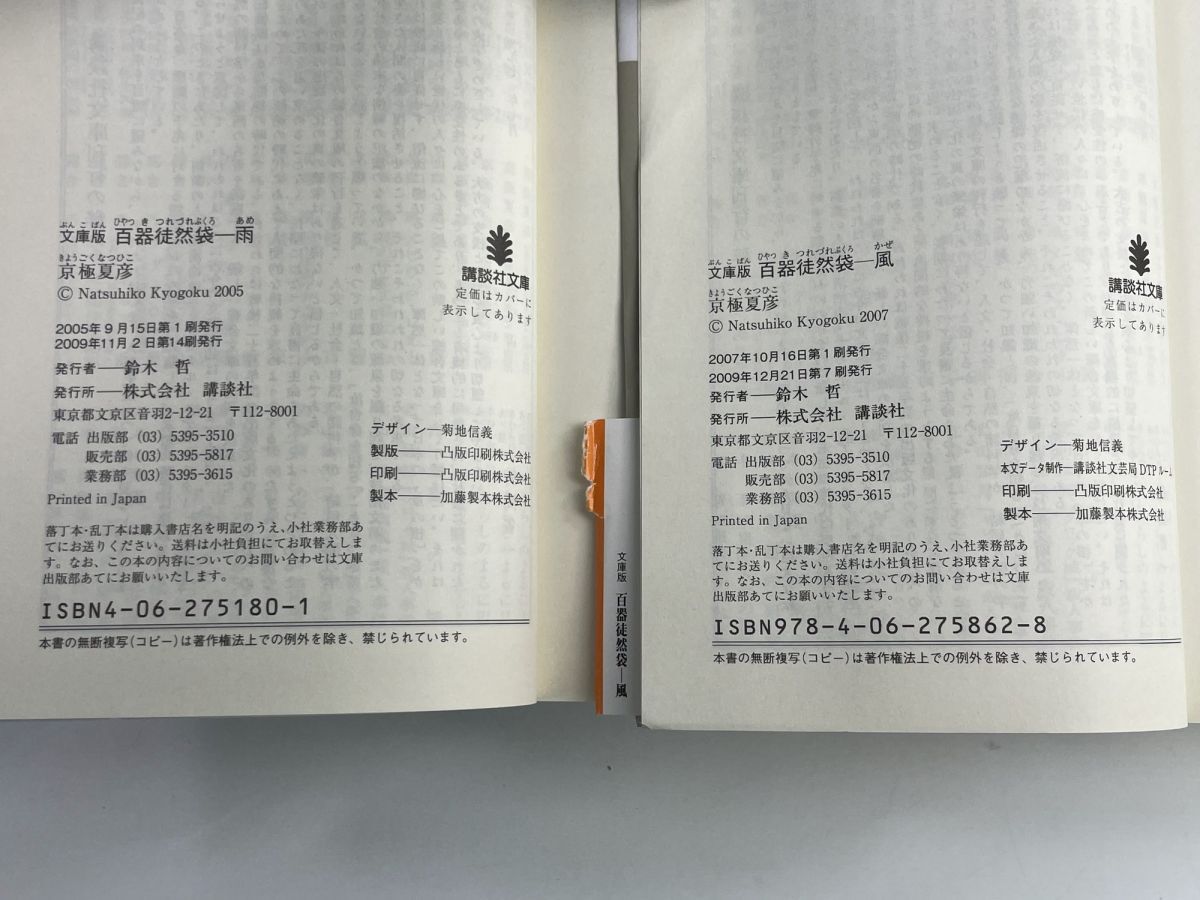 ぶんこばん ひやつきつれづれぶくろ あめ
文庫版 百器徒然袋―雨
きようごくなつひこ
京極夏彦
© Natsuhiko Kyogoku 2005
2005年9月15日第1刷発行
2009年11月2日第14刷発行
発行者――鈴木 哲
発行所――株式会社 講談社
東京都文京区音羽2-12-21 〒112-8001
電話 出版部 (03) 5395-3510
販売部 (03) 5395-5817
業務部 (03) 5395-3615
Printed in Japan
講談社文庫
定価はカバーに
表示してあります
デザイン―菊地信義
製版―――凸版印刷株式会社
印刷―――凸版印刷株式会社
製本―――加藤製本株式会社
落丁本・乱丁本は購入書店名を明記のうえ、小社業務部あ
てにお送りください。送料は小社負担にてお取替えしま
す。なお、この本の内容についてのお問い合わせは文庫
出版部あてにお願いいたします。
ISBN4-06-275180-1
本書の無断複写(コピー)は著作権法上での例外を除き、禁じられています。
文庫版 百器徒然袋―風
ぶんこばん ひやつきつれづれぶくろ かぜ
文庫版 百器徒然袋―風
きようごくなつひこ
京極夏彦
© Natsuhiko Kyogoku 2007
2007年10月16日第1刷発行
2009年12月21日第7刷発行
発行者――鈴木 哲
発行所――株式会社 講談社
東京都文京区音羽2-12-21 〒112-8001
電話 出版部 (03) 5395-3510
販売部 (03) 5395-5817
業務部 (03) 5395-3615
Printed in Japan
講談社文庫
定価はカバーに
表示してあります
デザイン―菊地信義
本文データ制作―講談社文芸局DTPルーム
印刷―――凸版印刷株式会社
製本―――加藤製本株式会社
落丁本・乱丁本は購入書店名を明記のうえ、小社業務部あ
てにお送りください。送料は小社負担にてお取替えしま
す。なお、この本の内容についてのお問い合わせは文庫
出版部あてにお願いいたします。
ISBN978-4-06-275862-8
本書の無断複写(コピー)は著作権法上での例外を除き、禁じられています。